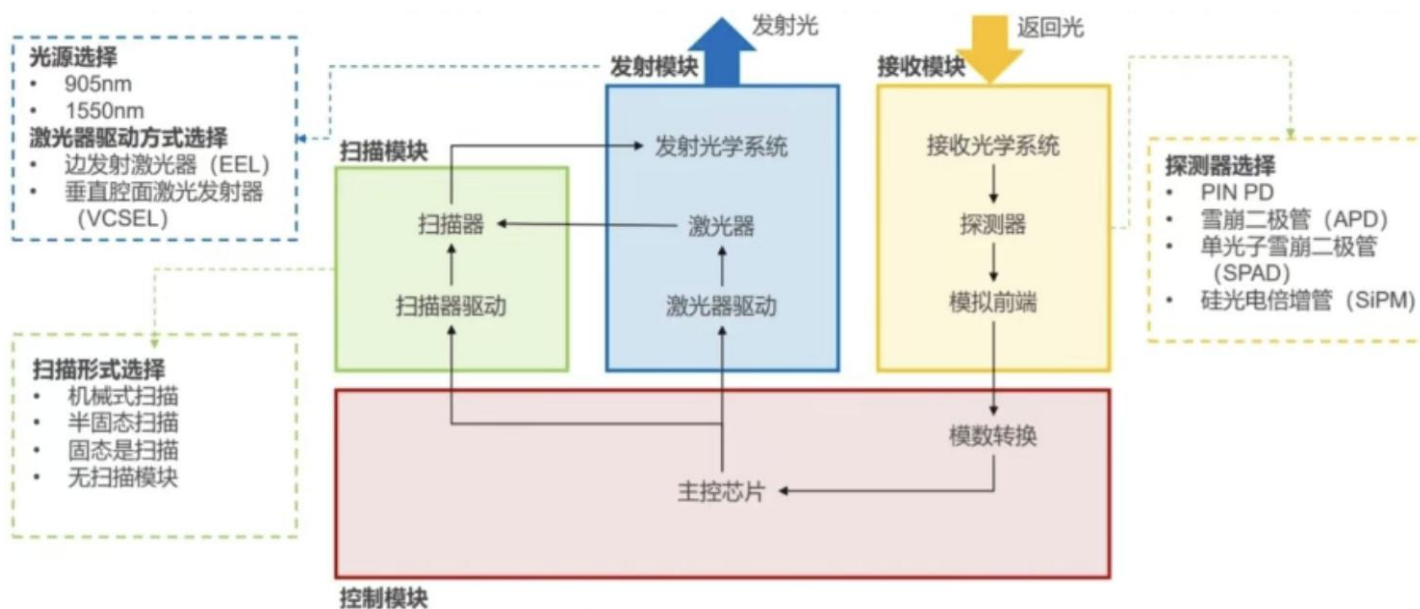 发射光
返回光
光源选择
• 905nm
• 1550nm
激光器驱动方式选择
• 边发射激光器（EEL）
• 垂直腔面激光发射器
（VCSEL）
发射模块
发射光学系统
激光器
激光器驱动
扫描模块
扫描器
扫描器驱动
接收模块
接收光学系统
探测器
模拟前端
探测器选择
• PIN PD
• 雪崩二极管（APD）
• 单光子雪崩二极管
（SPAD）
• 硅光电倍增管（SiPM）
扫描形式选择
• 机械式扫描
• 半固态扫描
• 固态是扫描
• 无扫描模块
模数转换
主控芯片
控制模块